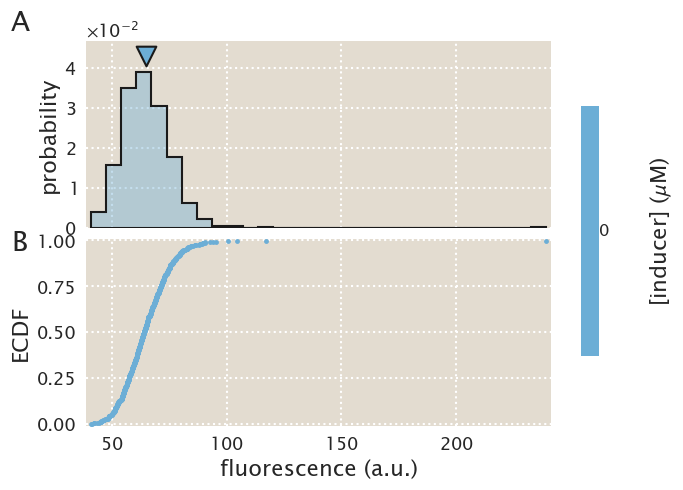 A
×10⁻²
4
3
2
1
0
probability
B
1.00
0.75
0.50
0.25
0.00
ECDF
50 100 150 200
fluorescence (a.u.)
0
[inducer] (μM)